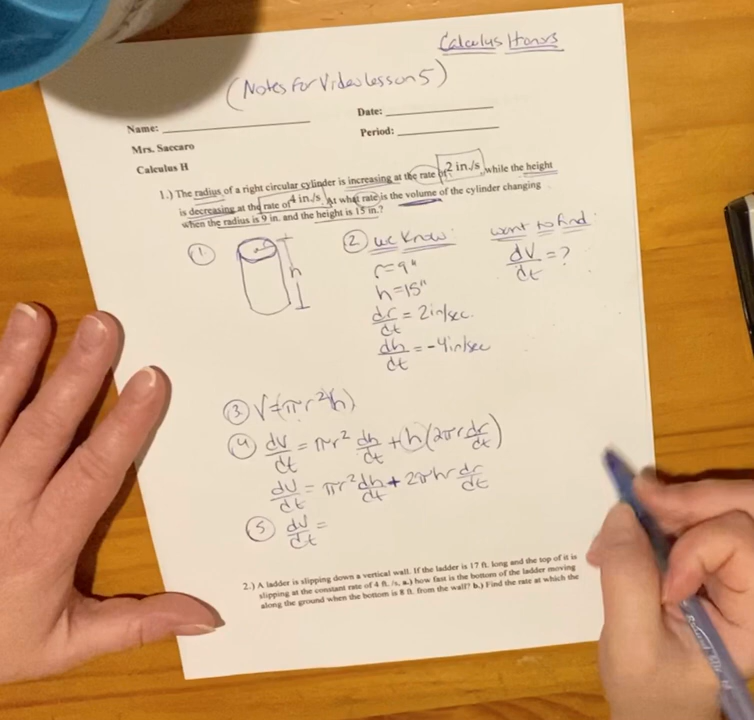 Calculus Honors
(Notes for Video lesson 5)
Name:
Date:
Mrs. Saccaro
Period:
Calculus H
1.) The radius of a right circular cylinder is increasing at the rate of 2 in./s while the height
is decreasing at the rate of 4 in./s. At what rate is the volume of the cylinder changing
when the radius is 9 in. and the height is 15 in.?
① r h
② we know: want to find:
r=9"
dV/dt = ?
h=15"
dr/dt = 2 in/sec.
dh/dt = -4 in/sec
③ V=(πr²)(h)
④ dV/dt = πr² dh/dt + h(2πr dr/dt)
dV/dt = πr² dh/dt + 2πhr dr/dt
⑤ dV/dt =
2.) A ladder is slipping down a vertical wall. If the ladder is 17 ft. long and the top of it is
slipping at the constant rate of 4 ft. /s, a.) how fast is the bottom of the ladder moving
along the ground when the bottom is 8 ft. from the wall? b.) Find the rate at which the